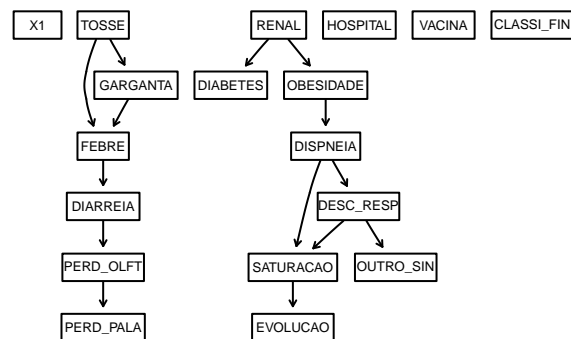 X1 TOSSE RENAL HOSPITAL VACINA CLASSI_FIN
GARGANTA DIABETES OBESIDADE
FEBRE DISPNEIA
DIARREIA DESC_RESP
PERD_OLFT SATURACAO OUTRO_SIN
PERD_PALA EVOLUCAO